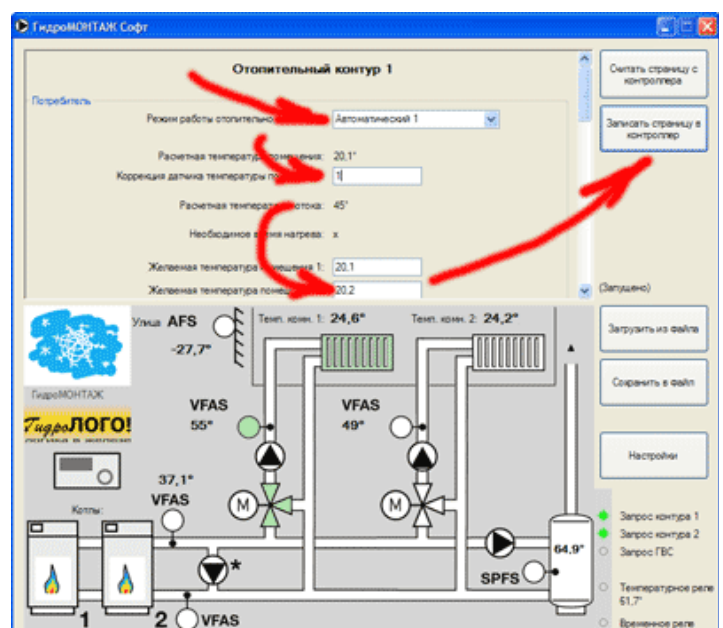 ГидроМОНТАЖ Софт
Отопительный контур 1
Потребитель
Режим работы отопительно
Автоматический 1
Расчетная температура помещения: 20,1°
Коррекция датчика температуры по
1
Расчетная температура потока: 45°
Необходимое время нагрева: x
Желаемая температура помещения 1: 20.1
Желаемая температура помещ 20.2
Считать страницу с
контроллера
Записать страницу в
контроллер
(Запущено)
Загрузить из файла
Сохранить в файл
Настройки
Улица AFS
-27,7°
Темп. комн. 1: 24,6°
Темп. комн. 2: 24,2°
ГидроМОНТАЖ
ГидроЛОГО!
VFAS
55°
VFAS
49°
37,1°
VFAS
M
M
Котлы:
*
64,9°
SPFS
1
2
VFAS
Запрос контура 1
Запрос контура 2
Запрос ГВС
Температурное реле
61,7°
Временное реле